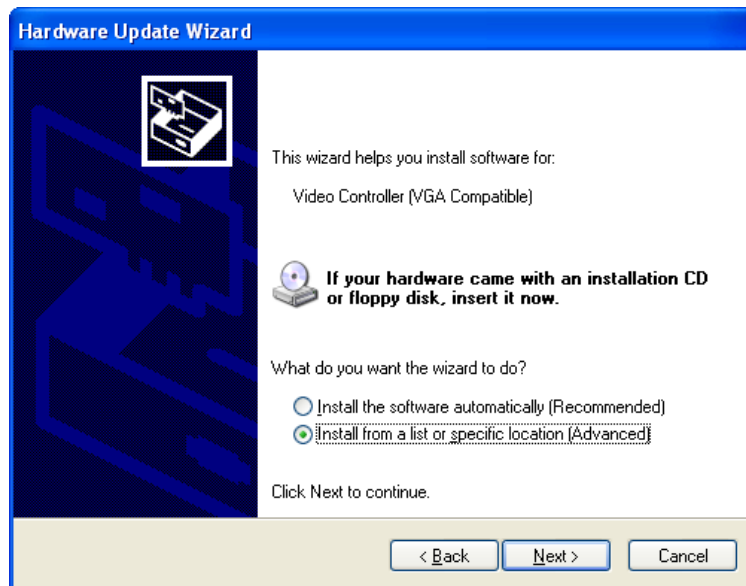 Hardware Update Wizard
This wizard helps you install software for:
Video Controller (VGA Compatible)
If your hardware came with an installation CD
or floppy disk, insert it now.
What do you want the wizard to do?
Install the software automatically (Recommended)
Install from a list or specific location (Advanced)
Click Next to continue.
< Back Next > Cancel